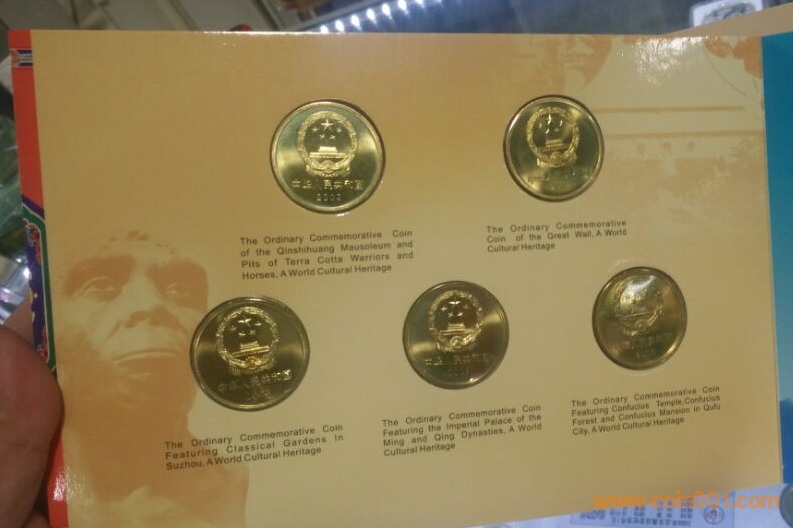 中华人民共和国
2002
The Ordinary Commemorative Coin
of the Qinshihuang Mausoleum and
Pits of Terra Cotta Warriors and
Horses, A World Cultural Heritage
The Ordinary Commemorative
Coin of the Great Wall, A World
Cultural Heritage
中华人民共和国
中华人民共和国
The Ordinary Commemorative Coin
Featuring Classical Gardens In
Suzhou, A World Cultural Heritage
The Ordinary Commemorative Coin
Featuring the Imperial Palace of the
Ming and Qing Dynasties, A World
Cultural Heritage
The Ordinary Commemorative Coin
Featuring Confucius Temple,Confucius
Forest and Confucius Mansion in Qufu
City, A World Cultural Heritage
www.coin001.com